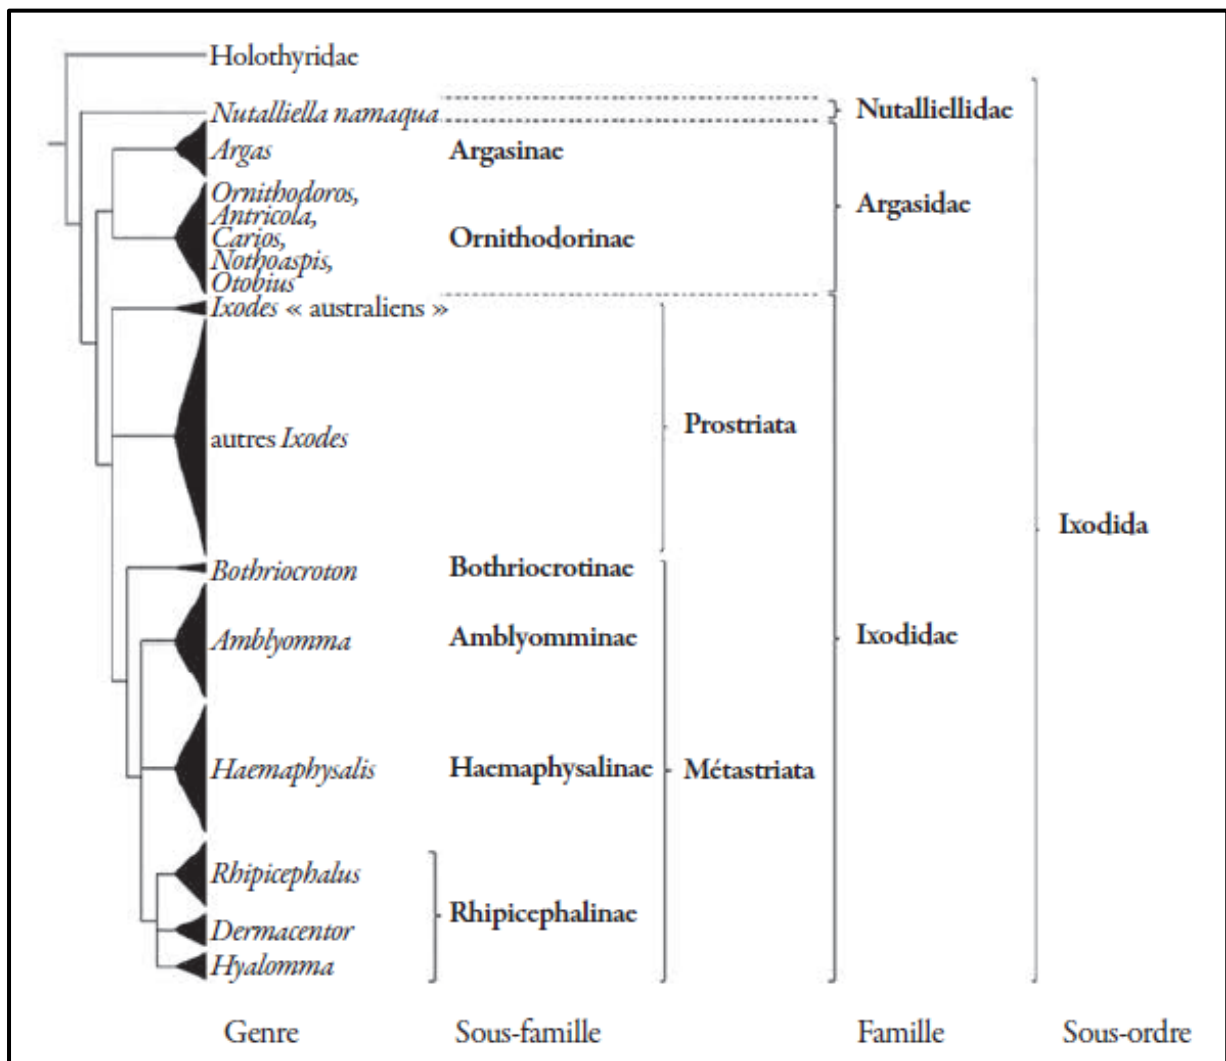 Holothyridae
Nutalliella namaqua
Nutalliellidae
Argas
Argasinae
Ornithodoros,
Antricola,
Carios,
Nothoaspis,
Otobius
Ornithodorinae
Argasidae
Ixodes « australiens »
autres Ixodes
Prostriata
Bothriocroton
Bothriocrotinae
Amblyomma
Amblyomminae
Haemaphysalis
Haemaphysalinae
Métastriata
Ixodidae
Ixodida
Rhipicephalus
Dermacentor
Hyalomma
Rhipicephalinae
Genre
Sous-famille
Famille
Sous-ordre